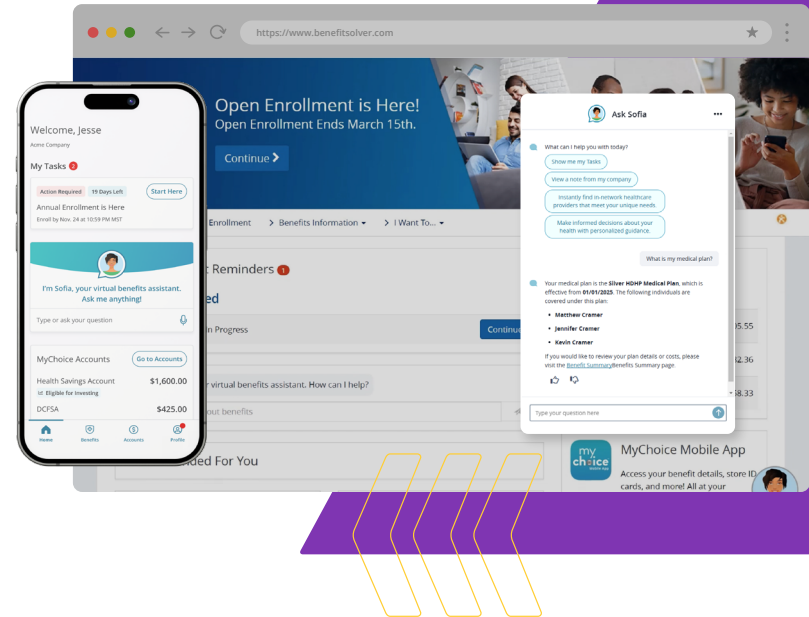 https://www.benefitsolver.com
Open Enrollment is Here!
Open Enrollment Ends March 15th.
Continue
Enrollment
Benefits Information
I Want To...
Reminders 1
in Progress
virtual benefits assistant. How can I help?
out benefits
For You
Welcome, Jesse
Acme Company
My Tasks 2
Action Required
19 Days Left
Start Here
Annual Enrollment is Here
Enroll by Nov. 24 at 10:59 PM MST
I'm Sofia, your virtual benefits assistant.
Ask me anything!
Type or ask your question
MyChoice Accounts
Go to Accounts
Health Savings Account
$1,600.00
Eligible for Investing
DCFSA
$425.00
Home
Benefits
Accounts
Profile
Ask Sofia
What can I help you with today?
Show me my Tasks
View a note from my company
Instantly find in-network healthcare
providers that meet your unique needs
Make informed decisions about your
health with personalized guidance.
What is my medical plan?
Your medical plan is the Silver HDHP Medical Plan, which is
effective from 01/01/2025. The following individuals are
covered under this plan:
• Matthew Cramer
• Jennifer Cramer
• Kevin Cramer
If you would like to review your plan details or costs, please
visit the Benefit SummaryBenefits Summary page.
Type your question here
5.55
2.36
8.33
my
choice
MyChoice Mobile App
Access your benefit details, store ID
cards, and more! All at your